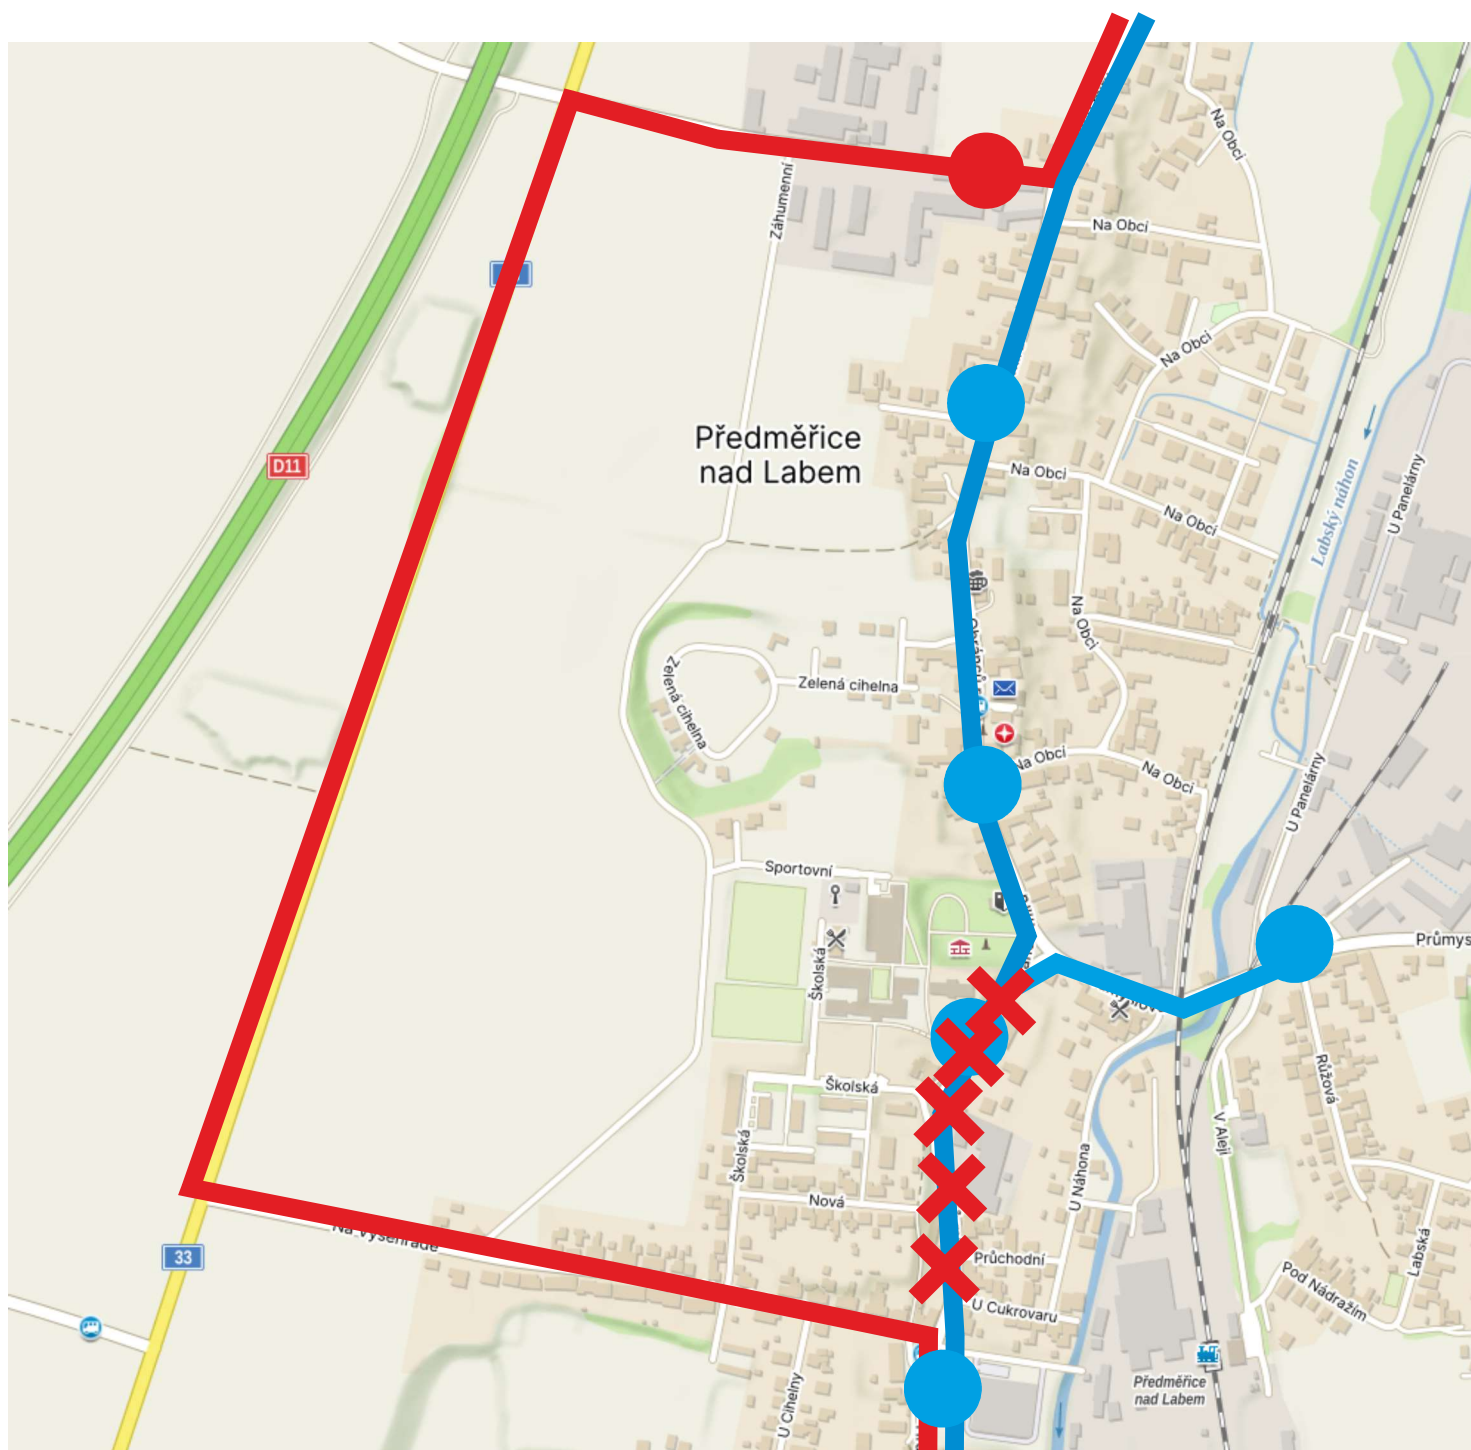 Na Obci
Záhumenní
Na Obci
Na Obci
Předměřice
nad Labem
D11
Na Obci
Na Obci
U Panelárny
Labský náhon
Na Obci
Zelená cihelna
Zelená cihelna
Na Obci
Na Obci
U Panelárny
Sportovní
Průmys
Školská
Školská
Růžová
V Aleji
Školská
U Náhona
Nová
33
Průchodní
Labská
Pod Nádražím
U Cukrovaru
Předměřice
nad Labem
U Cihelny